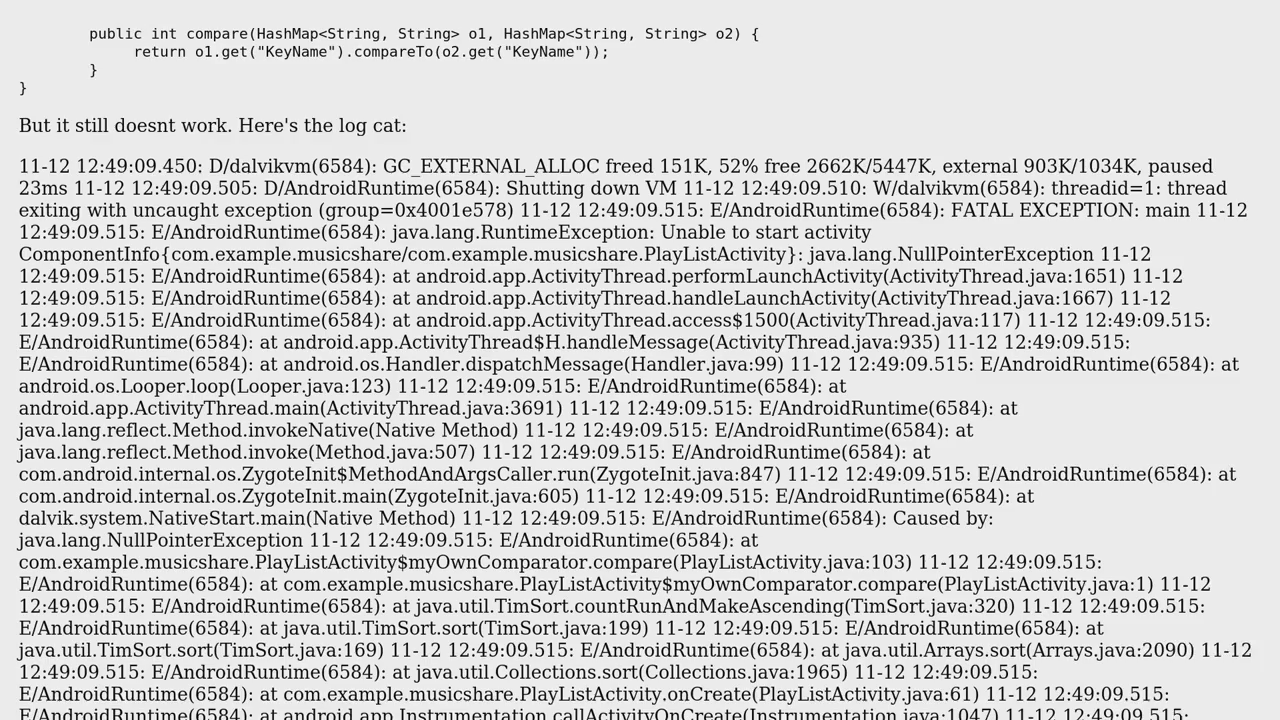 public int compare(HashMap<String, String> o1, HashMap<String, String> o2) {
return o1.get("KeyName").compareTo(o2.get("KeyName"));
}
}
But it still doesnt work. Here's the log cat:
11-12 12:49:09.450: D/dalvikvm(6584): GC_EXTERNAL_ALLOC freed 151K, 52% free 2662K/5447K, external 903K/1034K, paused
23ms 11-12 12:49:09.505: D/AndroidRuntime(6584): Shutting down VM 11-12 12:49:09.510: W/dalvikvm(6584): threadid=1: thread
exiting with uncaught exception (group=0x4001e578) 11-12 12:49:09.515: E/AndroidRuntime(6584): FATAL EXCEPTION: main 11-12
12:49:09.515: E/AndroidRuntime(6584): java.lang.RuntimeException: Unable to start activity
ComponentInfo{com.example.musicshare/com.example.musicshare.PlayListActivity}: java.lang.NullPointerException 11-12
12:49:09.515: E/AndroidRuntime(6584): at android.app.ActivityThread.performLaunchActivity(ActivityThread.java:1651) 11-12
12:49:09.515: E/AndroidRuntime(6584): at android.app.ActivityThread.handleLaunchActivity(ActivityThread.java:1667) 11-12
12:49:09.515: E/AndroidRuntime(6584): at android.app.ActivityThread.access$1500(ActivityThread.java:117) 11-12 12:49:09.515:
E/AndroidRuntime(6584): at android.app.ActivityThread$H.handleMessage(ActivityThread.java:935) 11-12 12:49:09.515:
E/AndroidRuntime(6584): at android.os.Handler.dispatchMessage(Handler.java:99) 11-12 12:49:09.515: E/AndroidRuntime(6584): at
android.os.Looper.loop(Looper.java:123) 11-12 12:49:09.515: E/AndroidRuntime(6584): at
android.app.ActivityThread.main(ActivityThread.java:3691) 11-12 12:49:09.515: E/AndroidRuntime(6584): at
java.lang.reflect.Method.invokeNative(Native Method) 11-12 12:49:09.515: E/AndroidRuntime(6584): at
java.lang.reflect.Method.invoke(Method.java:507) 11-12 12:49:09.515: E/AndroidRuntime(6584): at
com.android.internal.os.ZygoteInit$MethodAndArgsCaller.run(ZygoteInit.java:847) 11-12 12:49:09.515: E/AndroidRuntime(6584): at
com.android.internal.os.ZygoteInit.main(ZygoteInit.java:605) 11-12 12:49:09.515: E/AndroidRuntime(6584): at
dalvik.system.NativeStart.main(Native Method) 11-12 12:49:09.515: E/AndroidRuntime(6584): Caused by:
java.lang.NullPointerException 11-12 12:49:09.515: E/AndroidRuntime(6584): at
com.example.musicshare.PlayListActivity$myOwnComparator.compare(PlayListActivity.java:103) 11-12 12:49:09.515:
E/AndroidRuntime(6584): at com.example.musicshare.PlayListActivity$myOwnComparator.compare(PlayListActivity.java:1) 11-12
12:49:09.515: E/AndroidRuntime(6584): at java.util.TimSort.countRunAndMakeAscending(TimSort.java:320) 11-12 12:49:09.515:
E/AndroidRuntime(6584): at java.util.TimSort.sort(TimSort.java:199) 11-12 12:49:09.515: E/AndroidRuntime(6584): at
java.util.TimSort.sort(TimSort.java:169) 11-12 12:49:09.515: E/AndroidRuntime(6584): at java.util.Arrays.sort(Arrays.java:2090) 11-12
12:49:09.515: E/AndroidRuntime(6584): at java.util.Collections.sort(Collections.java:1965) 11-12 12:49:09.515:
E/AndroidRuntime(6584): at com.example.musicshare.PlayListActivity.onCreate(PlayListActivity.java:61) 11-12 12:49:09.515:
E/AndroidRuntime(6584): at android.app.Instrumentation.callActivityOnCreate(Instrumentation.java:1047) 11-12 12:49:09.515: